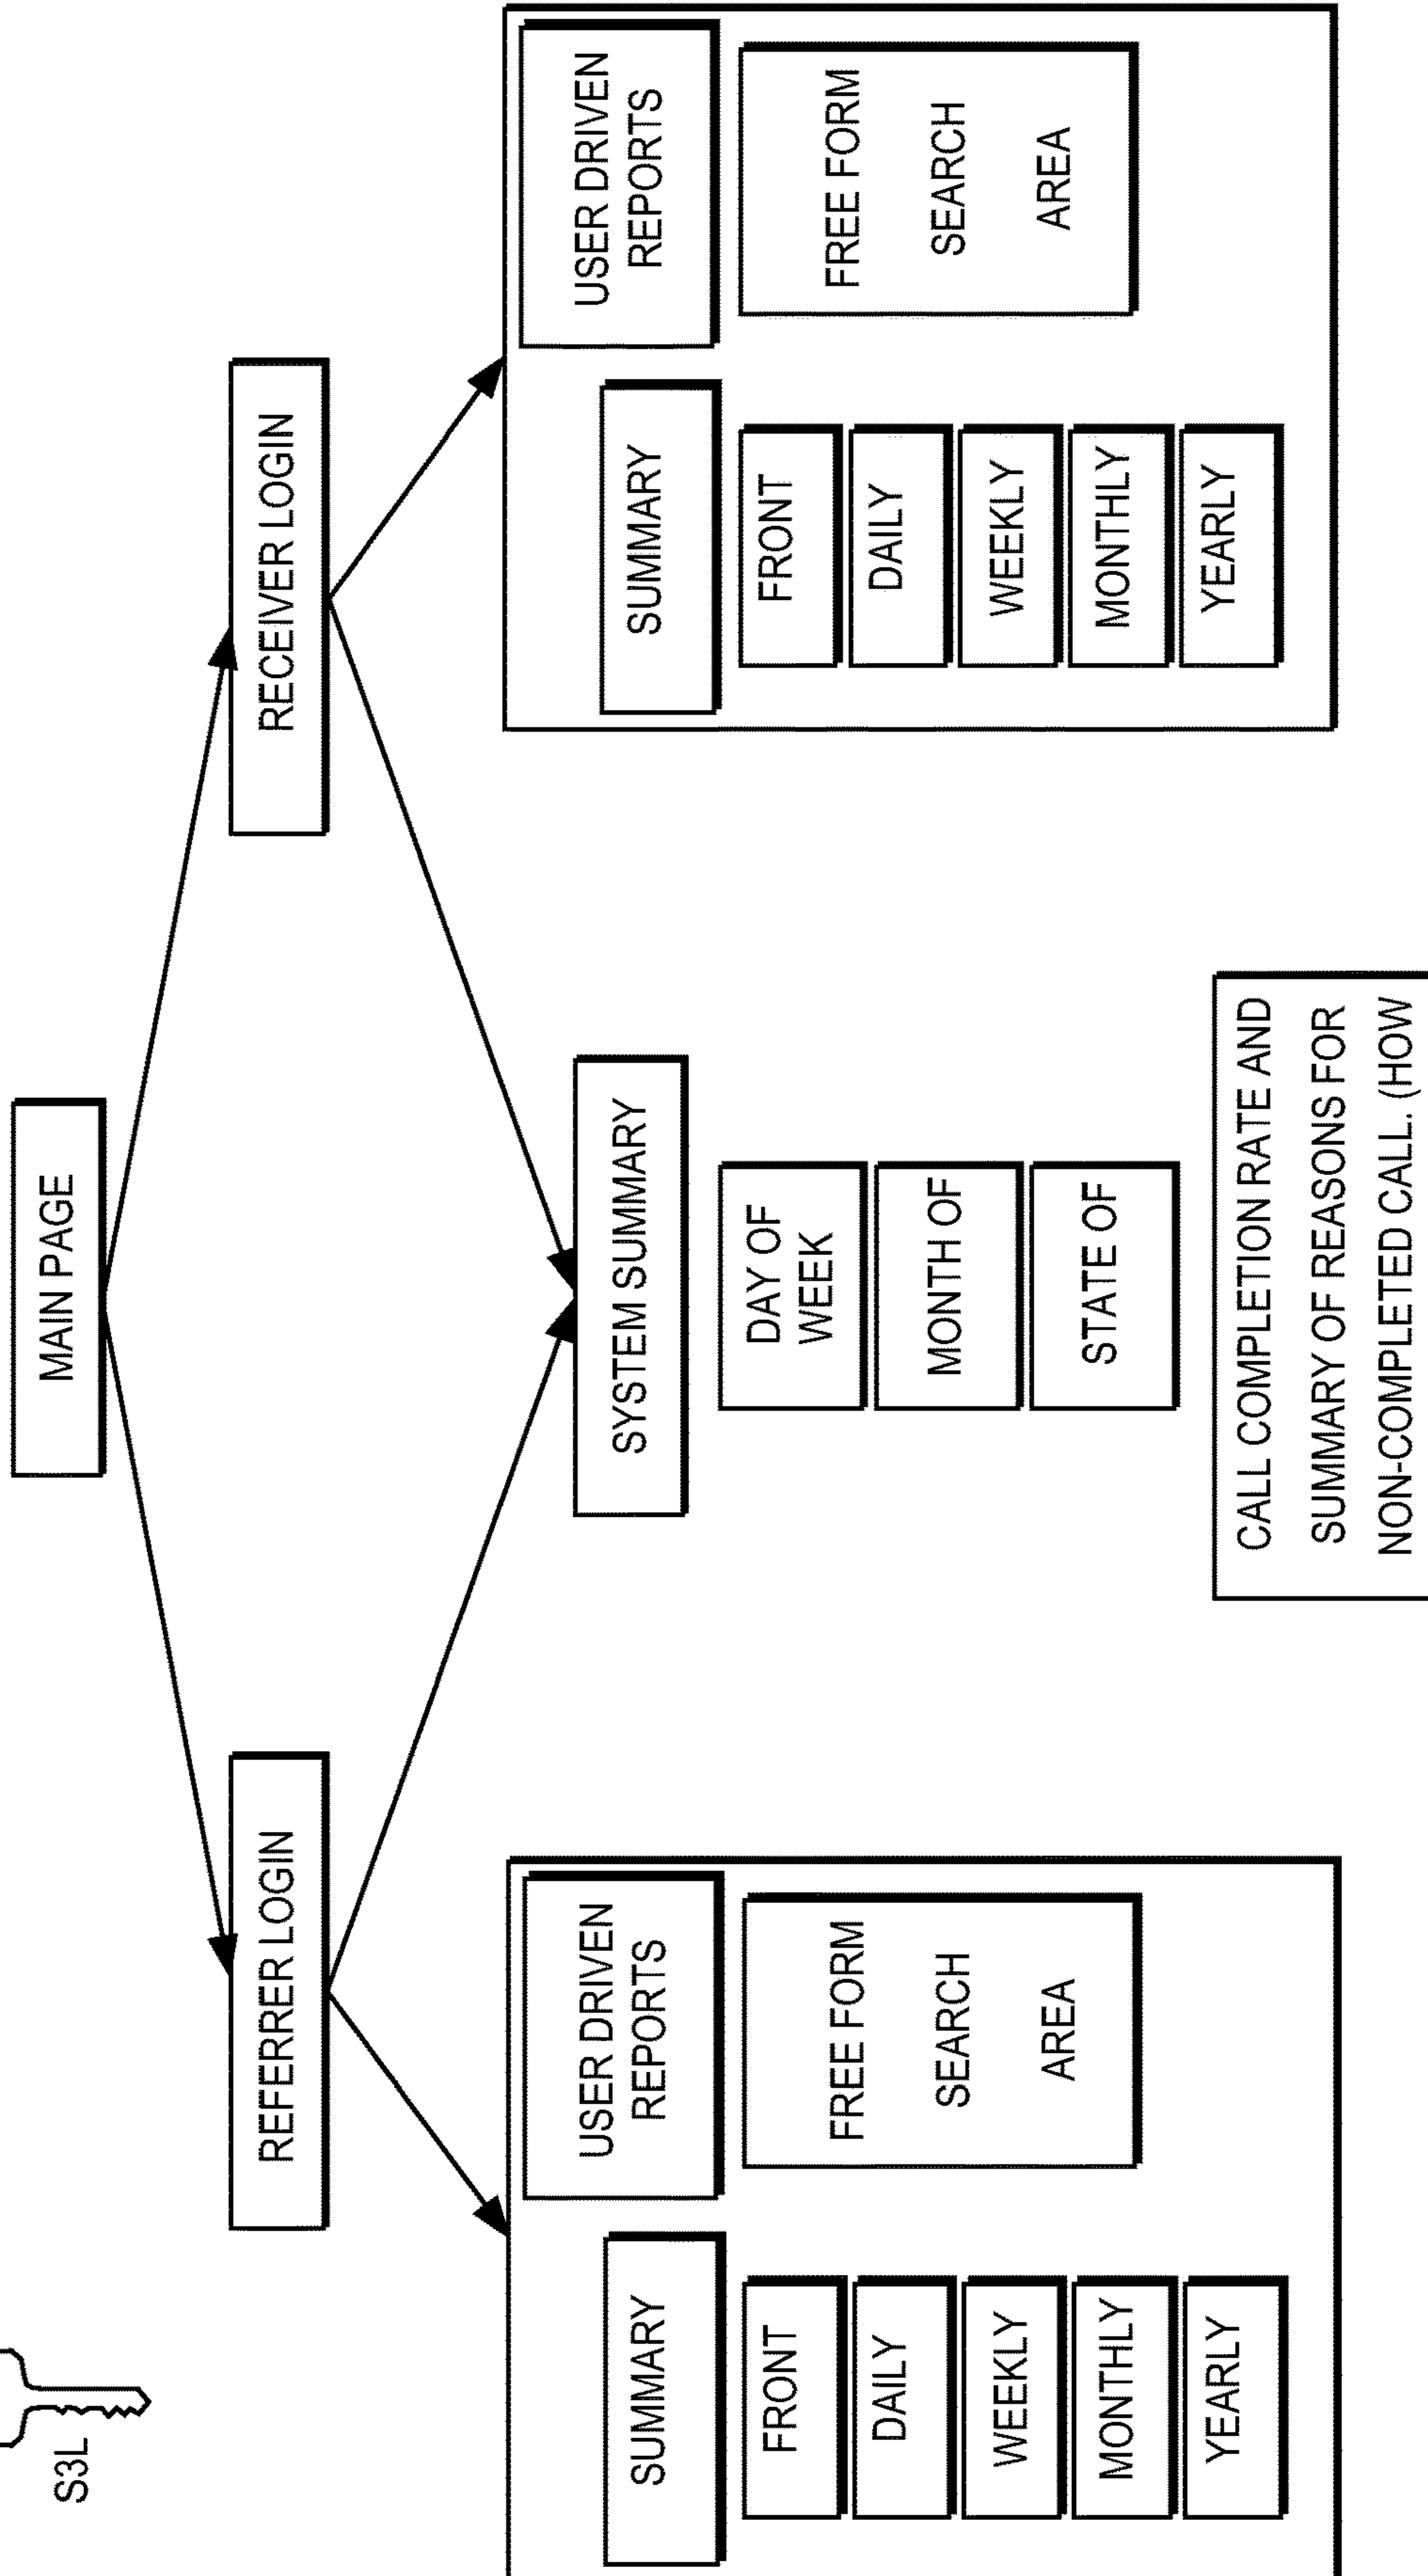 S3L
MAIN PAGE
REFERRER LOGIN
RECEIVER LOGIN
SUMMARY
USER DRIVEN
REPORTS
FRONT
DAILY
WEEKLY
MONTHLY
YEARLY
FREE FORM
SEARCH
AREA
SYSTEM SUMMARY
DAY OF
WEEK
MONTH OF
STATE OF
CALL COMPLETION RATE AND
SUMMARY OF REASONS FOR
NON-COMPLETED CALL. (HOW
SUMMARY
USER DRIVEN
REPORTS
FRONT
DAILY
WEEKLY
MONTHLY
YEARLY
FREE FORM
SEARCH
AREA